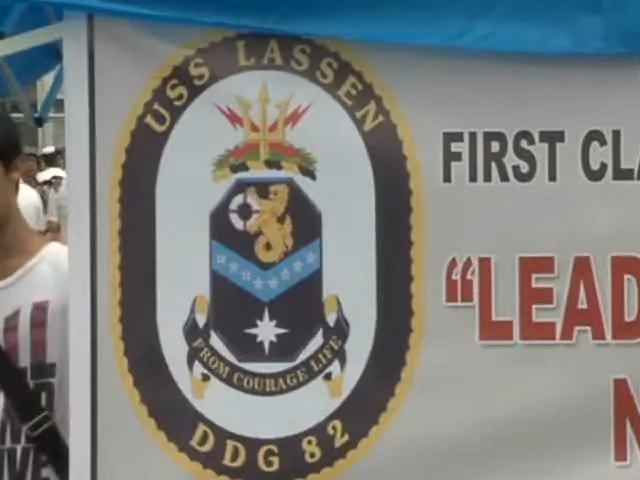 USS LASSEN
FROM COURAGE LIFE
DDG 82
FIRST CLA
"LEAD
N